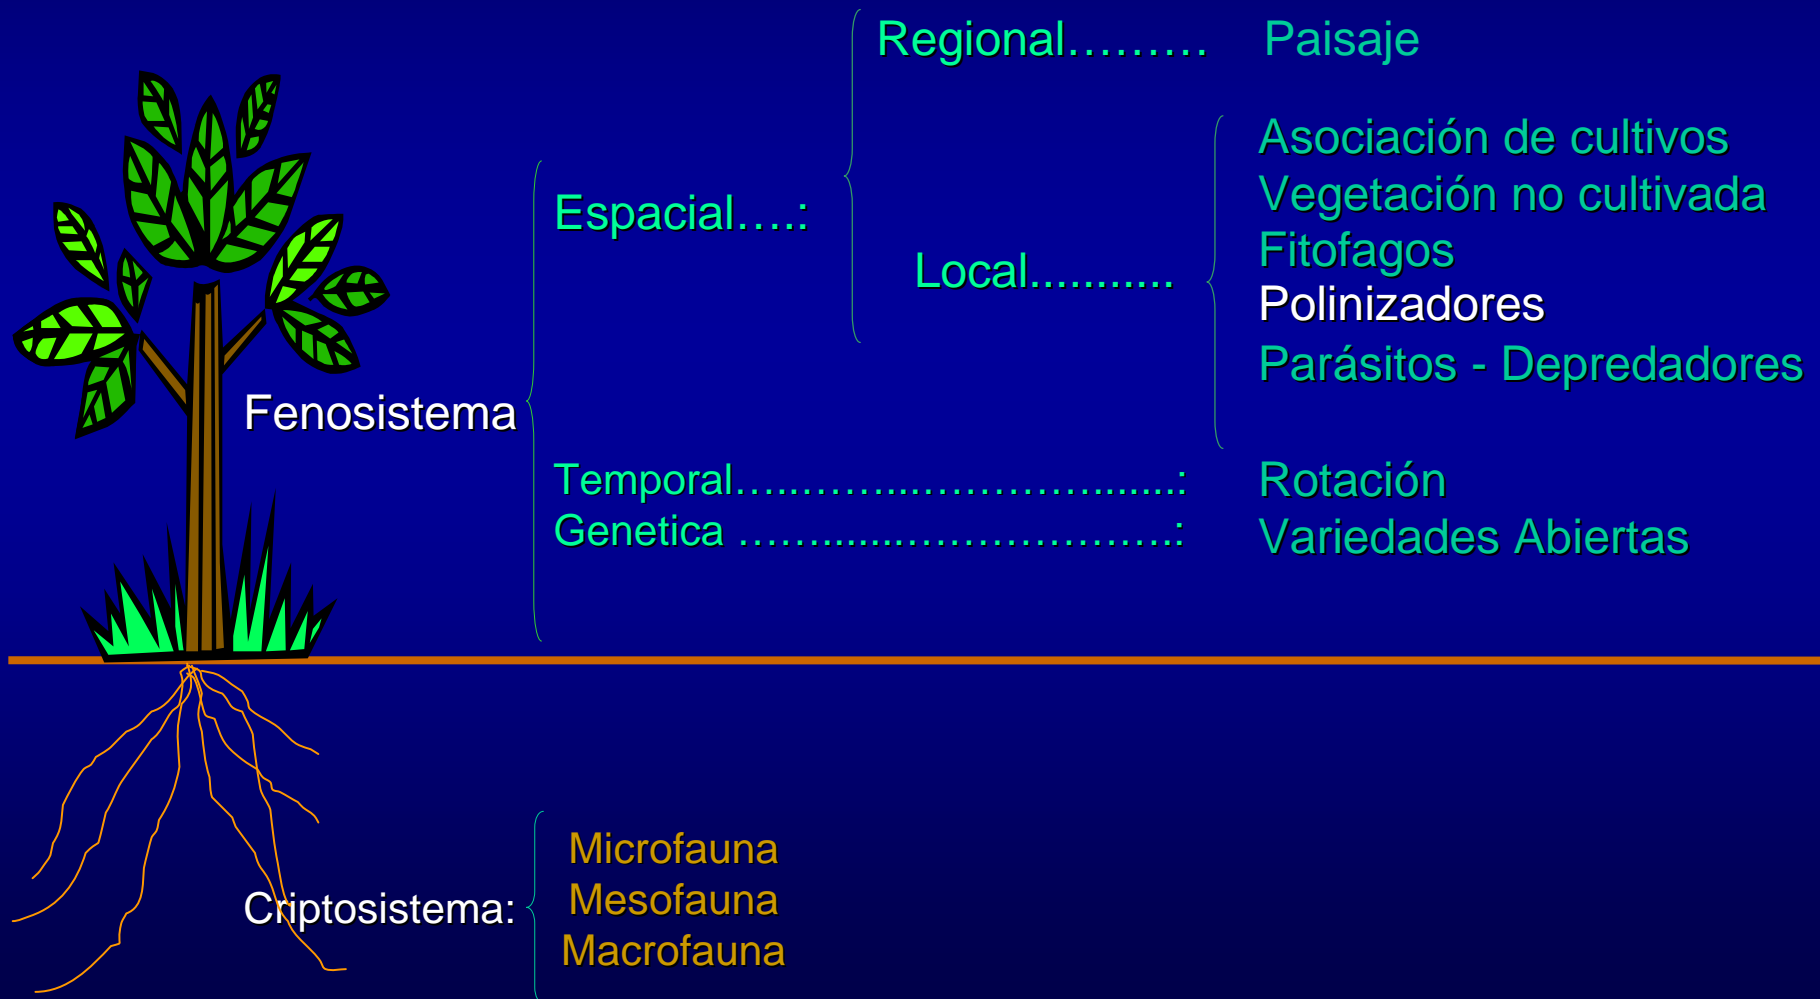 Regional……… Paisaje
Asociación de cultivos
Vegetación no cultivada
Espacial….:
Fitofagos
Local...........
Polinizadores
Parásitos - Depredadores
Fenosistema
Temporal…..……...………….......: Rotación
Genetica ……......……………….: Variedades Abiertas
Microfauna
Criptosistema: Mesofauna
Macrofauna